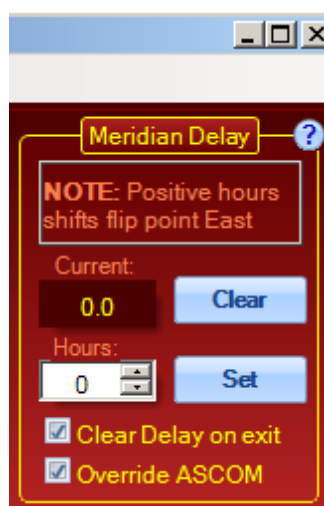 Meridian Delay ?
NOTE: Positive hours
shifts flip point East
Current:
0.0 Clear
Hours:
0 Set
Clear Delay on exit
Override ASCOM